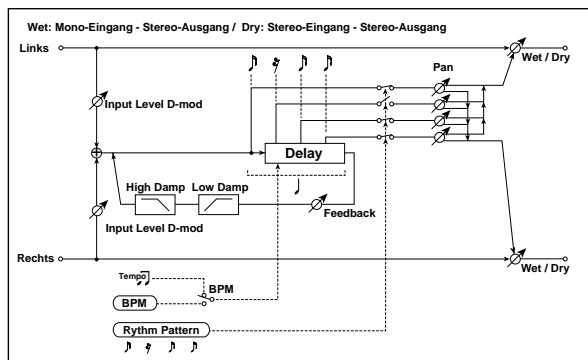 Wet: Mono-Eingang - Stereo-Ausgang / Dry: Stereo-Eingang - Stereo-Ausgang
Links
Wet / Dry
Pan
Input Level D-mod
Delay
High Damp
Low Damp
Feedback
Input Level D-mod
Rechts
Wet / Dry
Tempo
BPM
BPM
Rythm Pattern